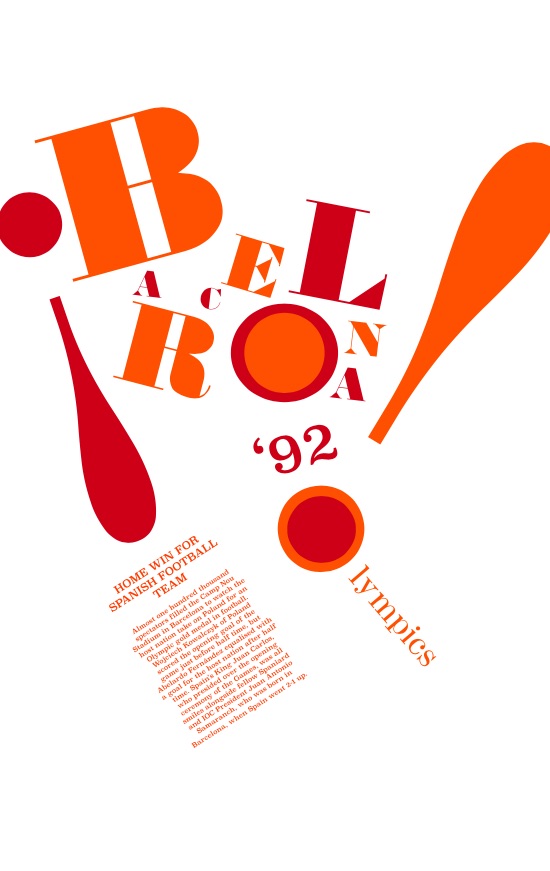 BARCELONA
'92
Olympics
HOME WIN FOR
SPANISH FOOTBALL
TEAM
Almost one hundred thousand
spectators filled the Camp Nou
Stadium in Barcelona to watch the
host nation take on Poland for an
Olympic gold medal in football.
Wojiech Kowalczyk of Poland
scored the opening goal of the
game just before half time, but
Abelardo Fernández equalised with
a goal for the host nation after half
time. Spain's King Juan Carlos,
who presided over the opening
ceremony of the Games, was all
smiles alongside fellow Spaniard
and IOC President Juan Antonio
Samaranch, who was born in
Barcelona, when Spain went 2-1 up.